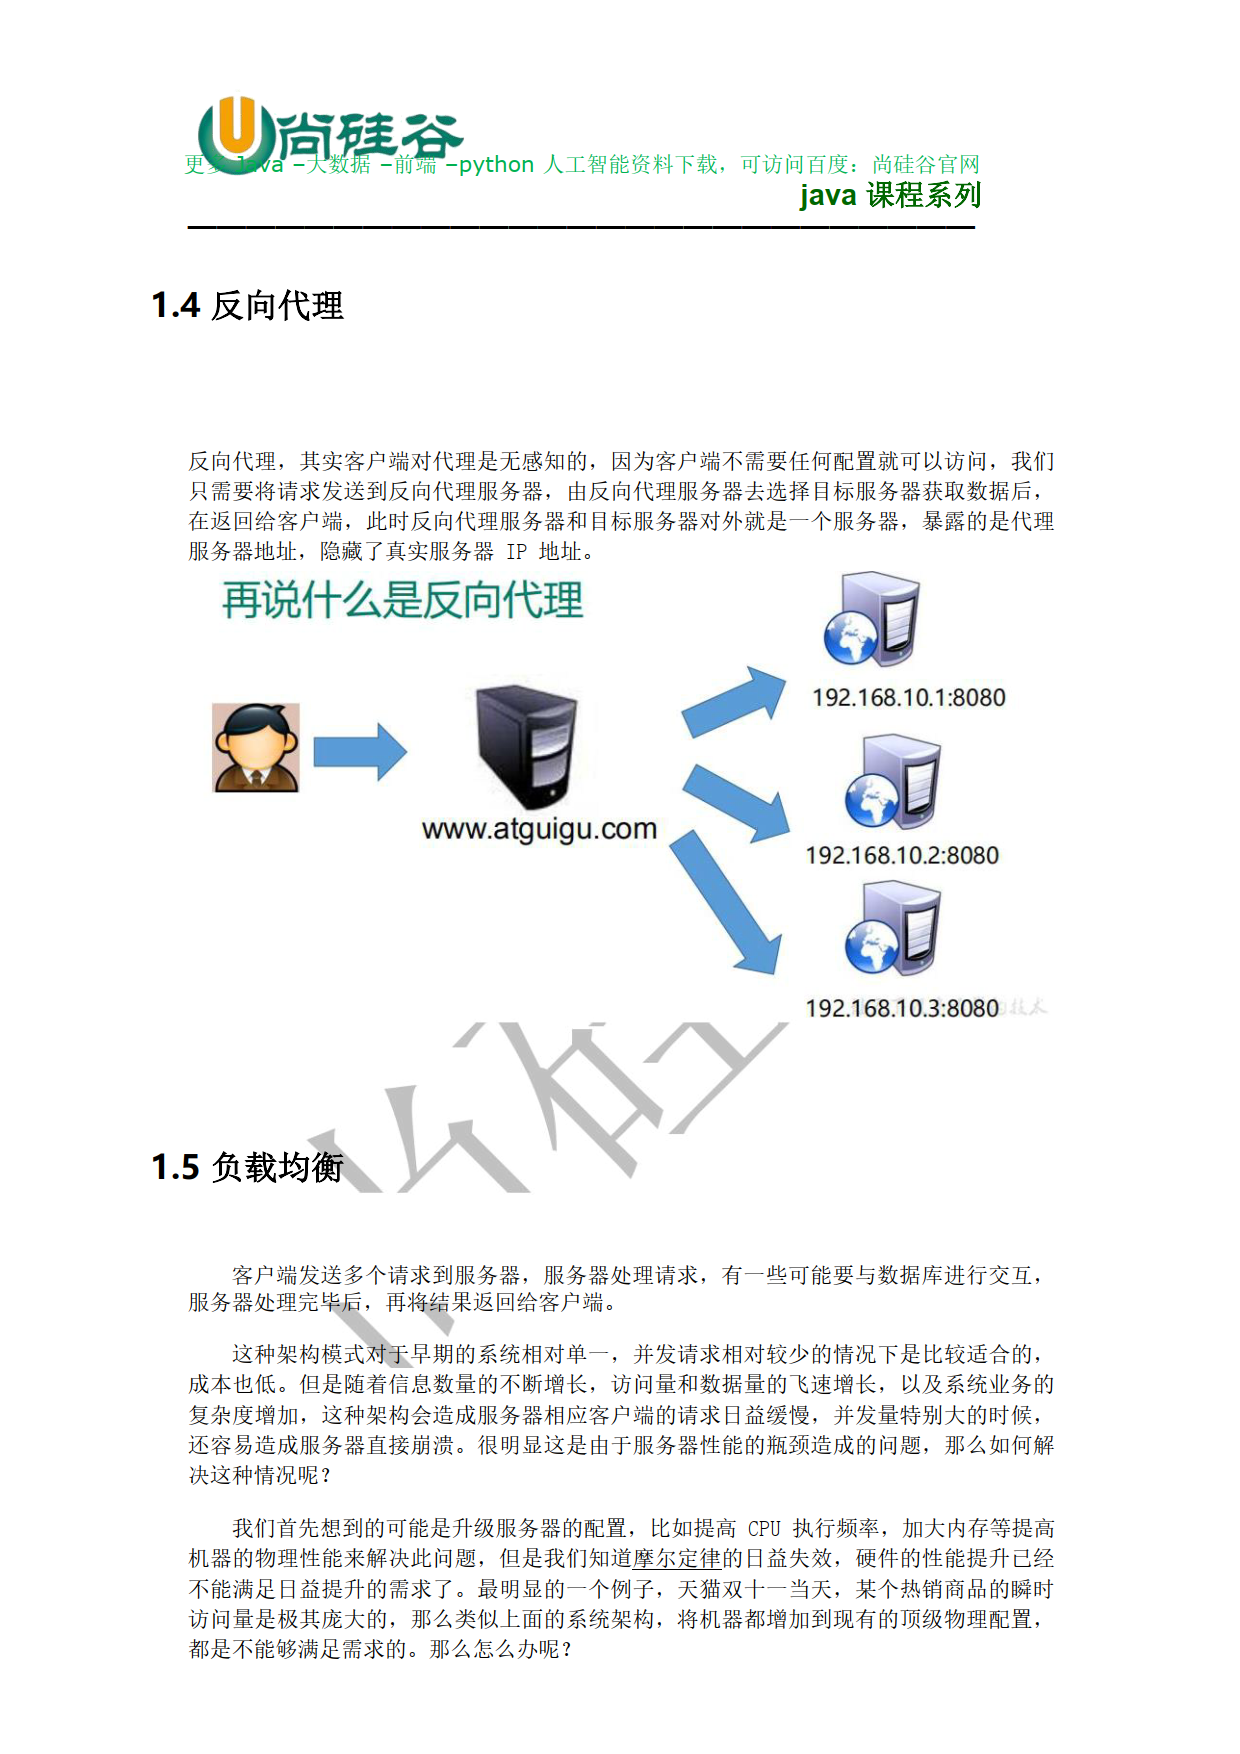 尚硅谷
更多 Java –大数据 –前端 –python 人工智能资料下载，可访问百度：尚硅谷官网
java 课程系列
1.4 反向代理
反向代理，其实客户端对代理是无感知的，因为客户端不需要任何配置就可以访问，我们
只需要将请求发送到反向代理服务器，由反向代理服务器去选择目标服务器获取数据后，
在返回给客户端，此时反向代理服务器和目标服务器对外就是一个服务器，暴露的是代理
服务器地址，隐藏了真实服务器 IP 地址。
再说什么是反向代理
192.168.10.1:8080
www.atguigu.com
192.168.10.2:8080
192.168.10.3:8080
1.5 负载均衡
客户端发送多个请求到服务器，服务器处理请求，有一些可能要与数据库进行交互，
服务器处理完毕后，再将结果返回给客户端。
这种架构模式对于早期的系统相对单一，并发请求相对较少的情况下是比较适合的，
成本也低。但是随着信息数量的不断增长，访问量和数据量的飞速增长，以及系统业务的
复杂度增加，这种架构会造成服务器相应客户端的请求日益缓慢，并发量特别大的时候，
还容易造成服务器直接崩溃。很明显这是由于服务器性能的瓶颈造成的问题，那么如何解
决这种情况呢？
我们首先想到的可能是升级服务器的配置，比如提高 CPU 执行频率，加大内存等提高
机器的物理性能来解决此问题，但是我们知道摩尔定律的日益失效，硬件的性能提升已经
不能满足日益提升的需求了。最明显的一个例子，天猫双十一当天，某个热销商品的瞬时
访问量是极其庞大的，那么类似上面的系统架构，将机器都增加到现有的顶级物理配置，
都是不能够满足需求的。那么怎么办呢？